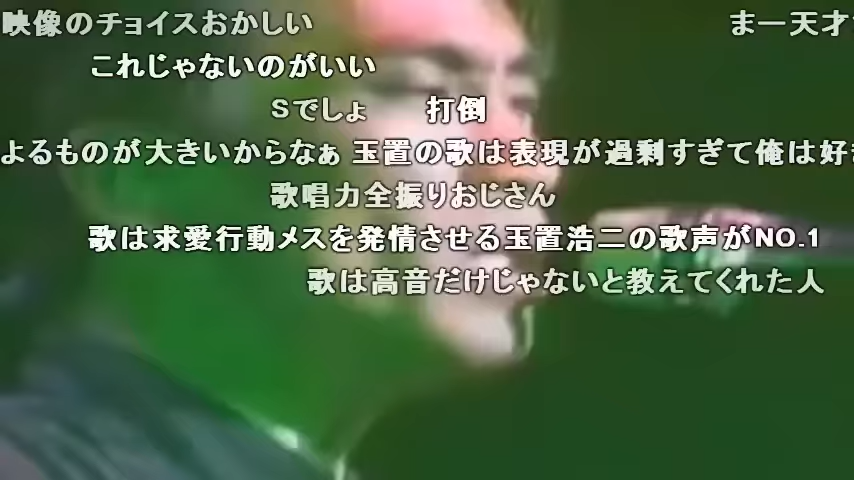 映像のチョイスおかしい まー天才
これじゃないのがいい
Sでしょ 打倒
よるものが大きいからなぁ 玉置の歌は表現が過剰すぎて俺は好き
歌唱力全振りおじさん
歌は求愛行動メスを発情させる玉置浩二の歌声がNO.1
歌は高音だけじゃないと教えてくれた人